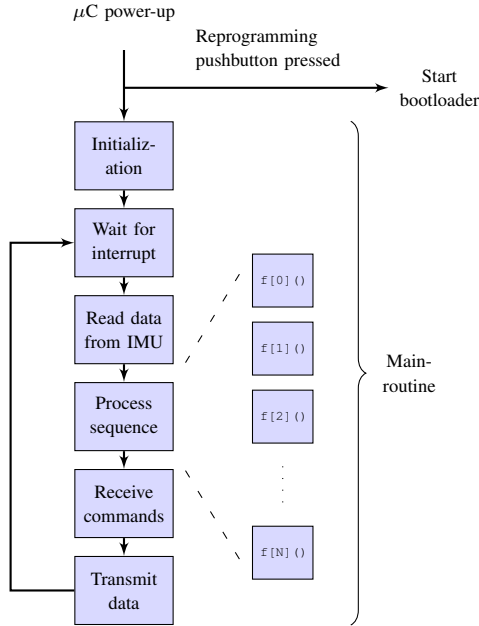 μC power-up
Reprogramming
pushbutton pressed
Start
bootloader
Initializ-
ation
Wait for
interrupt
Read data
from IMU
Process
sequence
Receive
commands
Transmit
data
f[0]()
f[1]()
f[2]()
f[N]()
Main-
routine